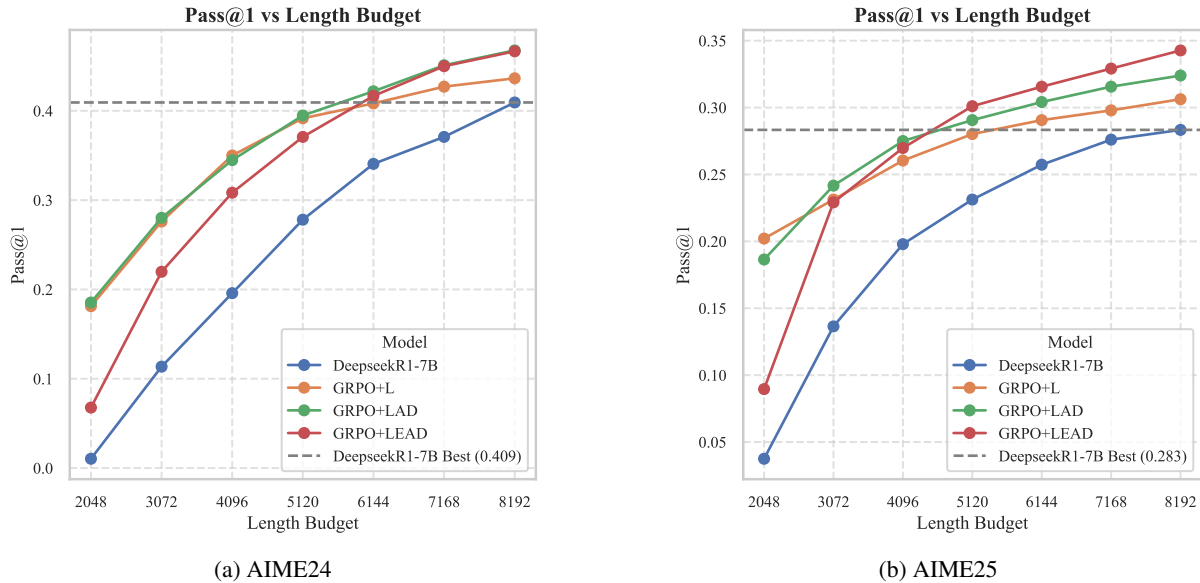 Pass@1 vs Length Budget
0.4
0.3
0.2
0.1
0.0
Pass@1
2048 3072 4096 5120 6144 7168 8192
Length Budget
Model
DeepseekR1-7B
GRPO+L
GRPO+LAD
GRPO+LEAD
DeepseekR1-7B Best (0.409)
(a) AIME24
Pass@1 vs Length Budget
0.35
0.30
0.25
0.20
0.15
0.10
0.05
Pass@1
2048 3072 4096 5120 6144 7168 8192
Length Budget
Model
DeepseekR1-7B
GRPO+L
GRPO+LAD
GRPO+LEAD
DeepseekR1-7B Best (0.283)
(b) AIME25